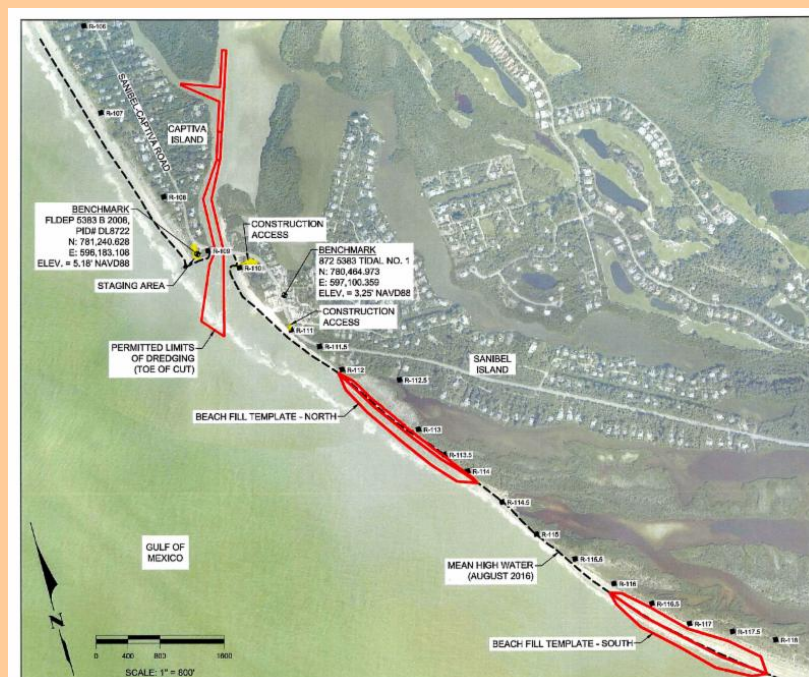 R-106
SANIBEL-CAPTIVA ROAD
R-107
CAPTIVA
ISLAND
R-108
BENCHMARK
FLDEP 5383 B 2008,
PID# DL8722
N: 781,240.628
E: 596,183.108
ELEV. = 5.18' NAVD88
R-109
CONSTRUCTION
ACCESS
R-110
BENCHMARK
872 5383 TIDAL NO. 1
N: 780,464.973
E: 597,100.359
ELEV. = 3.25' NAVD88
STAGING AREA
CONSTRUCTION
ACCESS
R-111
R-111.5
PERMITTED LIMITS
OF DREDGING
(TOE OF CUT)
SANIBEL
ISLAND
R-112
R-112.5
BEACH FILL TEMPLATE - NORTH
R-113
R-113.5
R-114
R-114.5
R-115
GULF OF
MEXICO
R-115.5
MEAN HIGH WATER
(AUGUST 2016)
R-116
R-116.5
R-117
R-117.5
R-118
BEACH FILL TEMPLATE - SOUTH
N
0 400 800 1600
SCALE: 1" = 800'